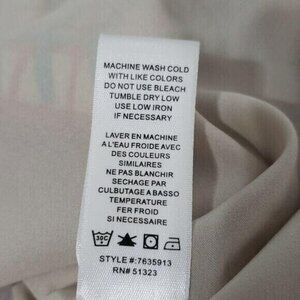 MACHINE WASH COLD
WITH LIKE COLORS
DO NOT USE BLEACH
TUMBLE DRY LOW
USE LOW IRON
IF NECESSARY
LAVER EN MACHINE
A L'EAU FROIDE AVEC
DES COULEURS
SIMILAIRES
NE PAS BLANCHIR
SECHAGE PAR
CULBUTAGE A BASSO
TEMPERATURE
FER FROID
SI NECESSAIRE
30C
STYLE #:7635913
RN# 51323